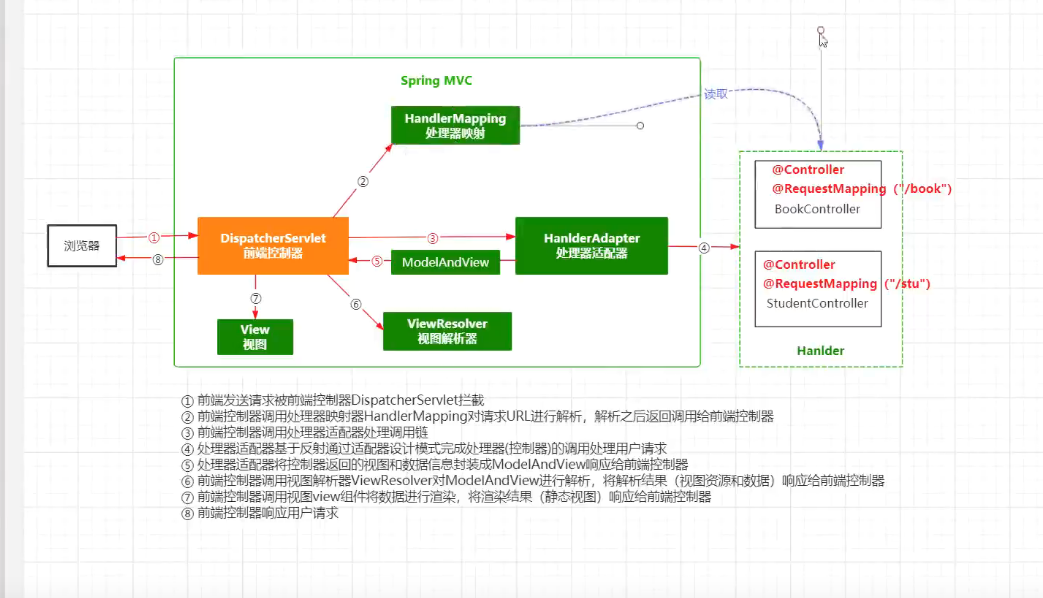 Spring MVC
HandlerMapping
处理器映射
读取
②
@Controller
@RequestMapping ("/book")
BookController
浏览器
①
⑧
DispatcherServlet
前端控制器
③
⑤
ModelAndView
HanlderAdapter
处理器适配器
④
@Controller
@RequestMapping ("/stu")
StudentController
Hanlder
⑦
⑥
View
视图
ViewResolver
视图解析器
① 前端发送请求被前端控制器DispatcherServlet拦截
② 前端控制器调用处理器映射器HandlerMapping对请求URL进行解析，解析之后返回调用给前端控制器
③ 前端控制器调用处理器适配器处理调用链
④ 处理器适配器基于反射通过适配器设计模式完成处理器(控制器)的调用处理用户请求
⑤ 处理器适配器将控制器返回的视图和数据信息封装成ModelAndView响应给前端控制器
⑥ 前端控制器调用视图解析器ViewResolver对ModelAndView进行解析，将解析结果（视图资源和数据）响应给前端控制器
⑦ 前端控制器调用视图view组件将数据进行渲染，将渲染结果（静态视图）响应给前端控制器
⑧ 前端控制器响应用户请求